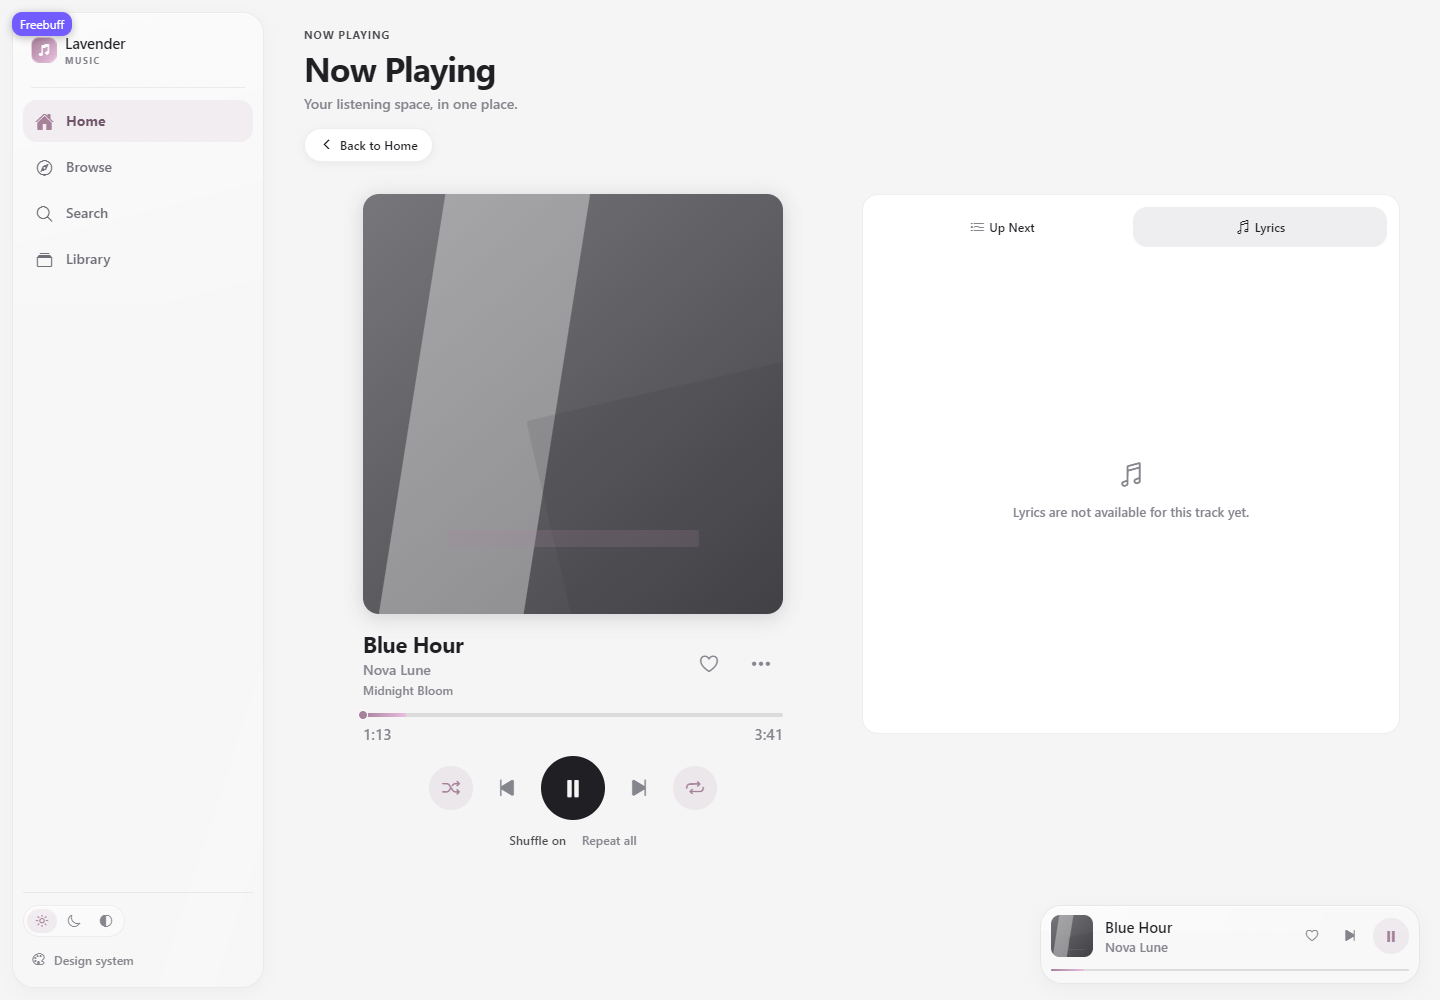 Freebuff
Lavender
MUSIC
Home
Browse
Search
Library
Design system
NOW PLAYING
Now Playing
Your listening space, in one place.
Back to Home
Blue Hour
Nova Lune
Midnight Bloom
1:13 3:41
Shuffle on Repeat all
Up Next Lyrics
Lyrics are not available for this track yet.
Blue Hour
Nova Lune